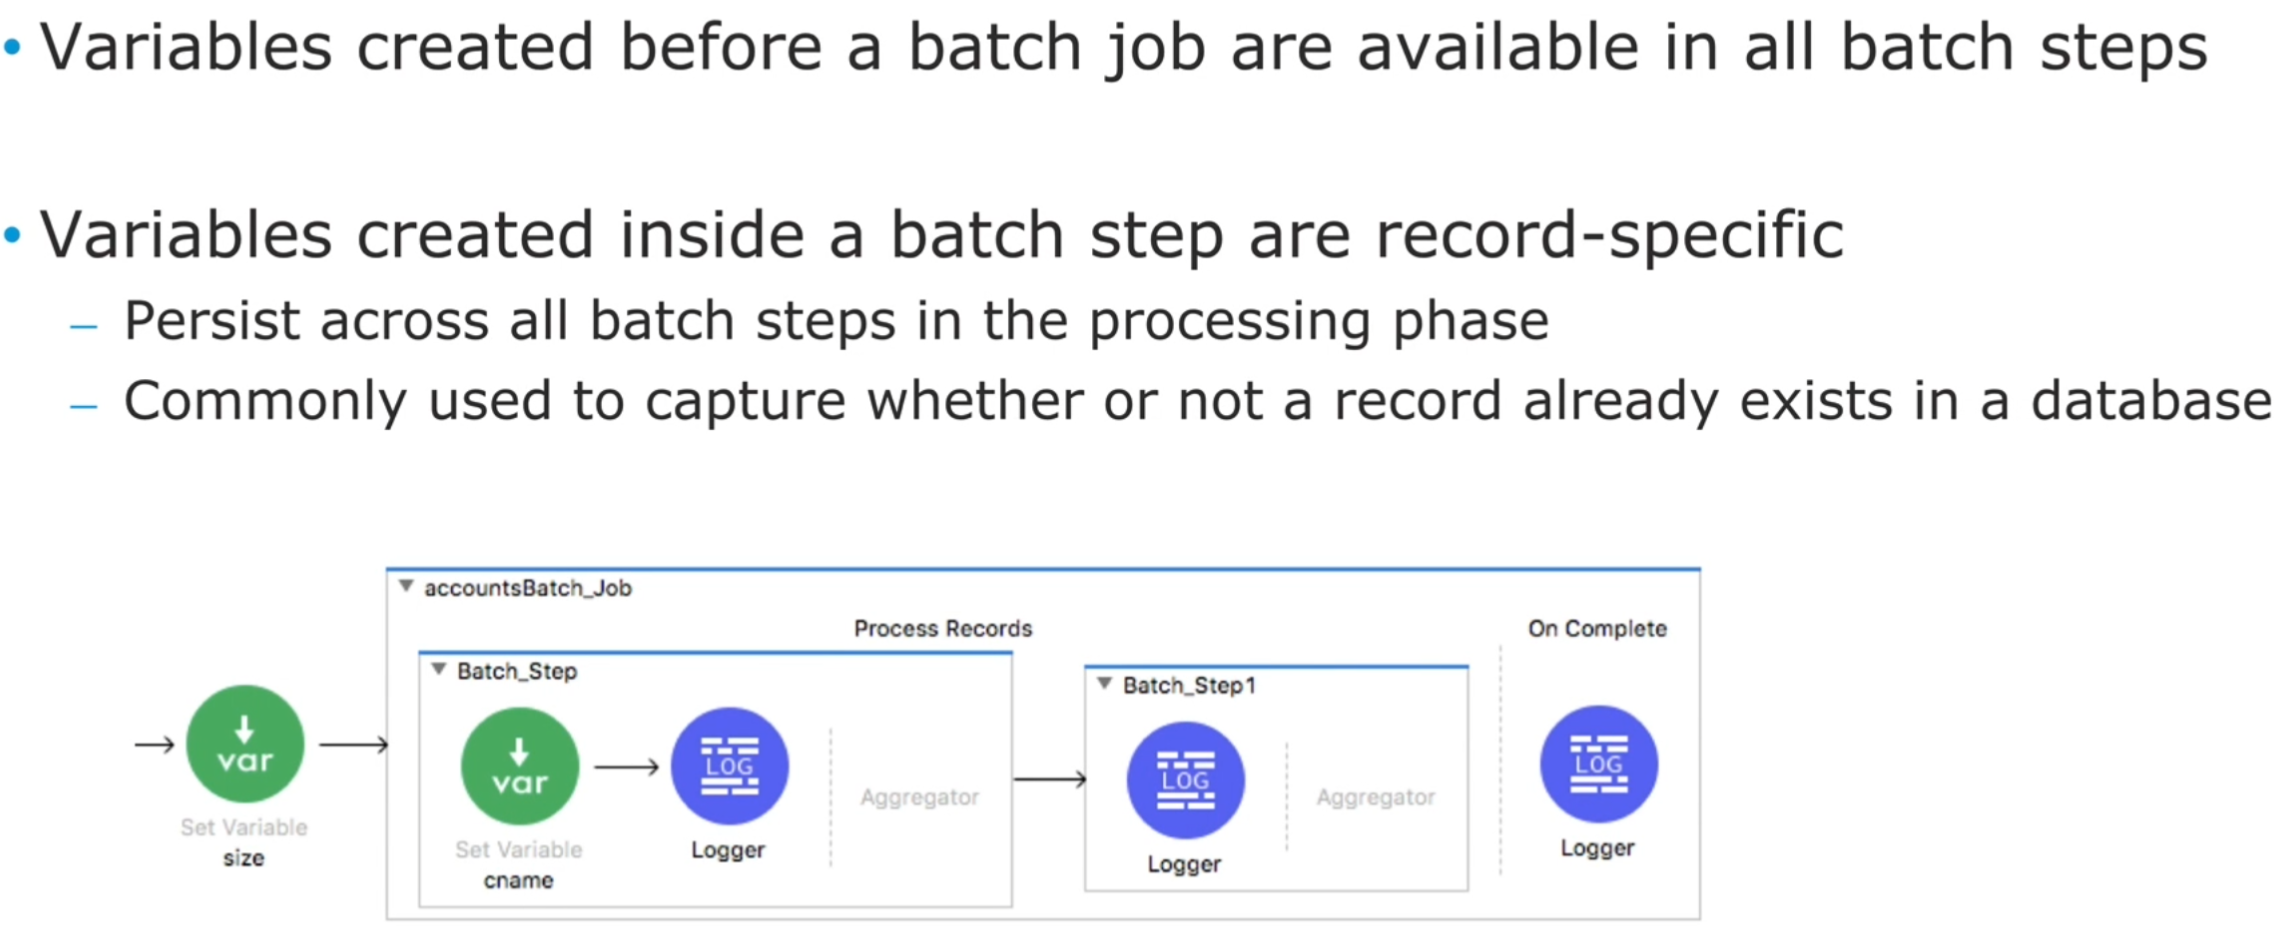 • Variables created before a batch job are available in all batch steps
• Variables created inside a batch step are record-specific
– Persist across all batch steps in the processing phase
– Commonly used to capture whether or not a record already exists in a database
accountsBatch_Job
Process Records
On Complete
Batch_Step
Batch_Step1
var
Set Variable
size
var
Set Variable
cname
LOG
Logger
Aggregator
LOG
Logger
Aggregator
LOG
Logger